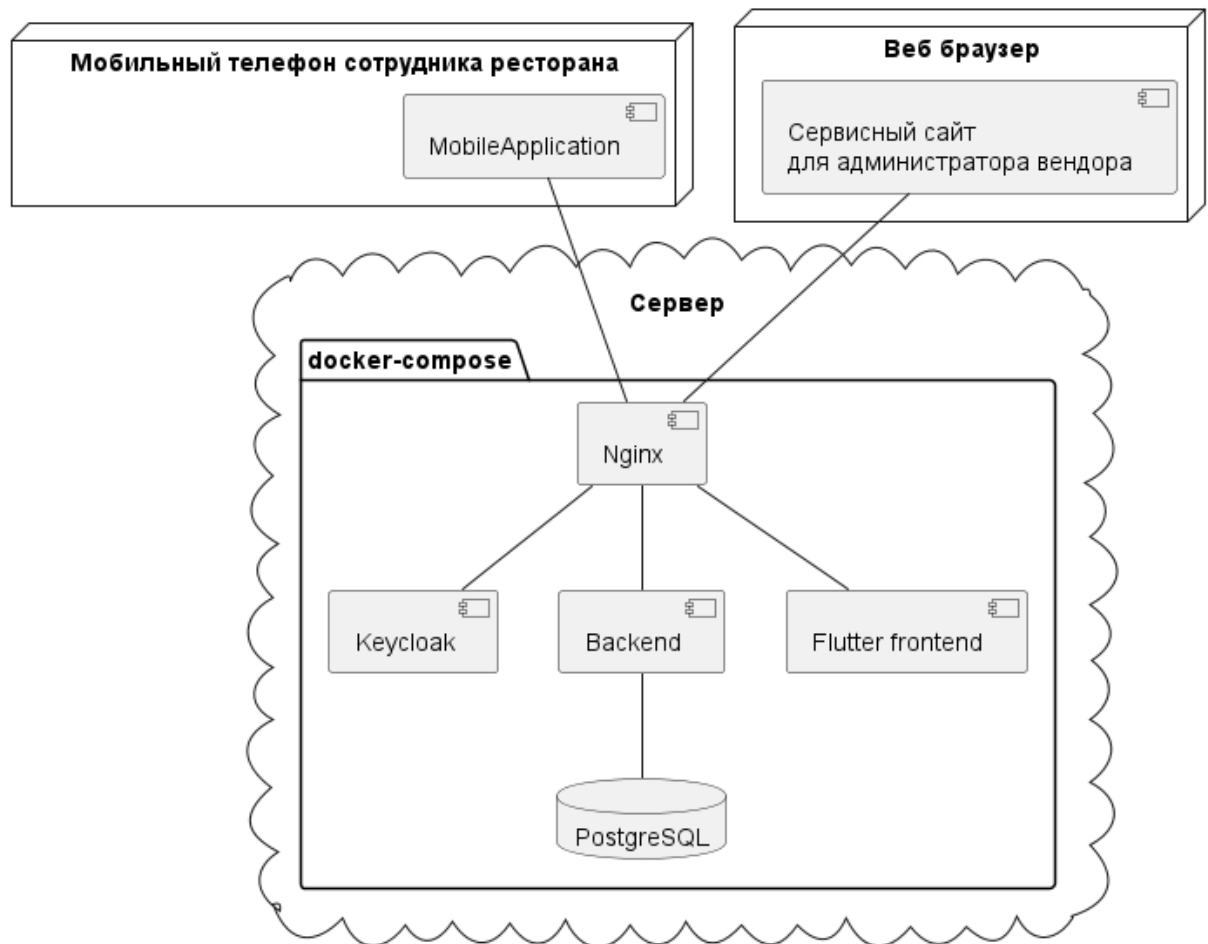 Мобильный телефон сотрудника ресторана
MobileApplication
Веб браузер
Сервисный сайт
для администратора вендора
Сервер
docker-compose
Nginx
Keycloak
Backend
Flutter frontend
PostgreSQL